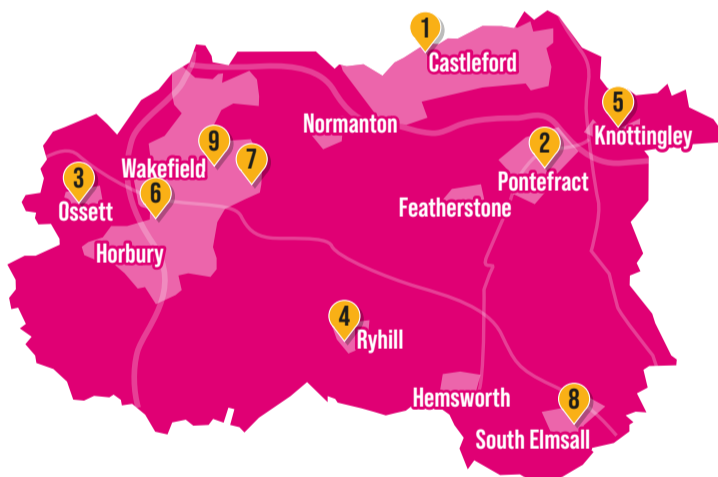 1
Castleford
5
Normanton
Knottingley
9
7
2
Wakefield
3
6
Pontefract
Ossett
Featherstone
Horbury
4
Ryhill
Hemsworth
8
South Elmsall